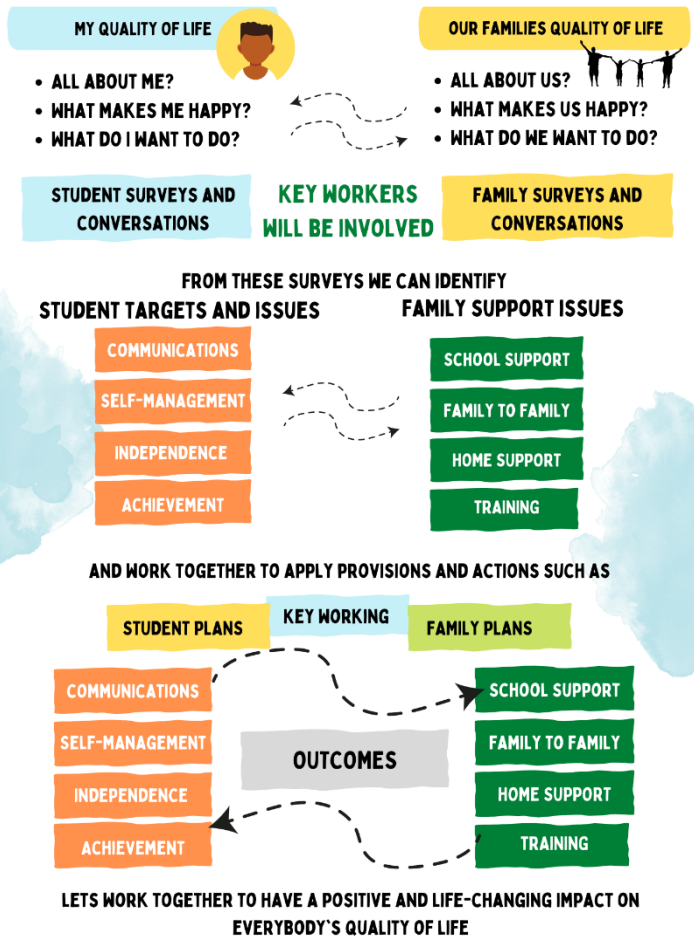 MY QUALITY OF LIFE
• ALL ABOUT ME?
• WHAT MAKES ME HAPPY?
• WHAT DO I WANT TO DO?
OUR FAMILIES QUALITY OF LIFE
• ALL ABOUT US?
• WHAT MAKES US HAPPY?
• WHAT DO WE WANT TO DO?
STUDENT SURVEYS AND
CONVERSATIONS
KEY WORKERS
WILL BE INVOLVED
FAMILY SURVEYS AND
CONVERSATIONS
FROM THESE SURVEYS WE CAN IDENTIFY
STUDENT TARGETS AND ISSUES
COMMUNICATIONS
SELF-MANAGEMENT
INDEPENDENCE
ACHIEVEMENT
FAMILY SUPPORT ISSUES
SCHOOL SUPPORT
FAMILY TO FAMILY
HOME SUPPORT
TRAINING
AND WORK TOGETHER TO APPLY PROVISIONS AND ACTIONS SUCH AS
STUDENT PLANS
KEY WORKING
FAMILY PLANS
COMMUNICATIONS
SELF-MANAGEMENT
INDEPENDENCE
ACHIEVEMENT
OUTCOMES
SCHOOL SUPPORT
FAMILY TO FAMILY
HOME SUPPORT
TRAINING
LETS WORK TOGETHER TO HAVE A POSITIVE AND LIFE-CHANGING IMPACT ON
EVERYBODY`S QUALITY OF LIFE